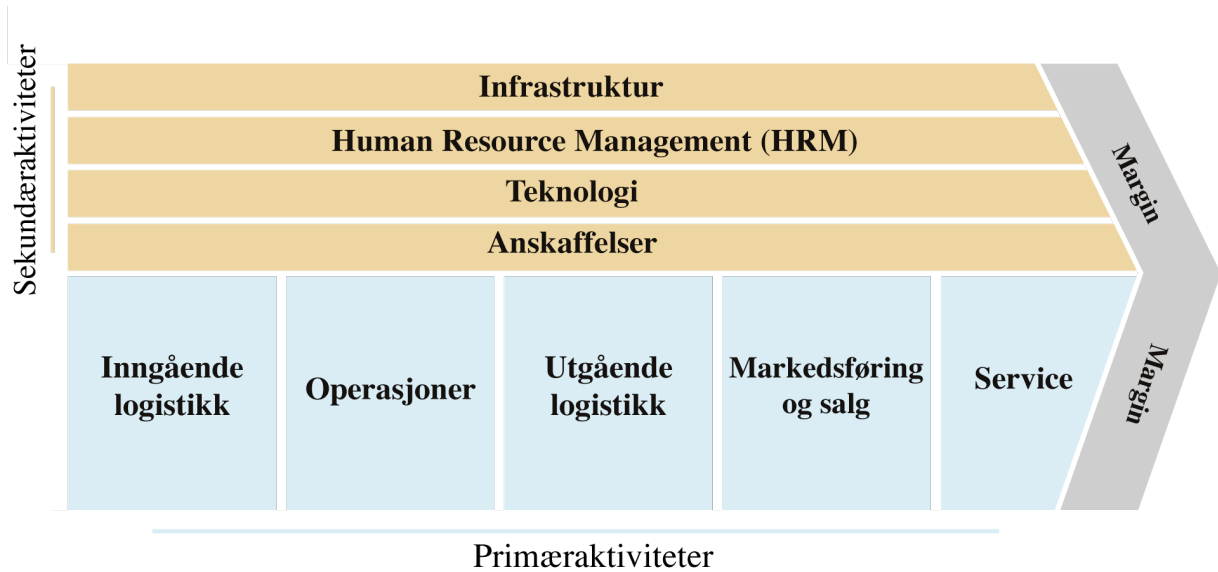 Sekundæraktiviteter
Infrastruktur
Human Resource Management (HRM)
Teknologi
Anskaffelser
Margin
Inngående
logistikk
Operasjoner
Utgående
logistikk
Markedsføring
og salg
Service
Margin
Primæraktiviteter